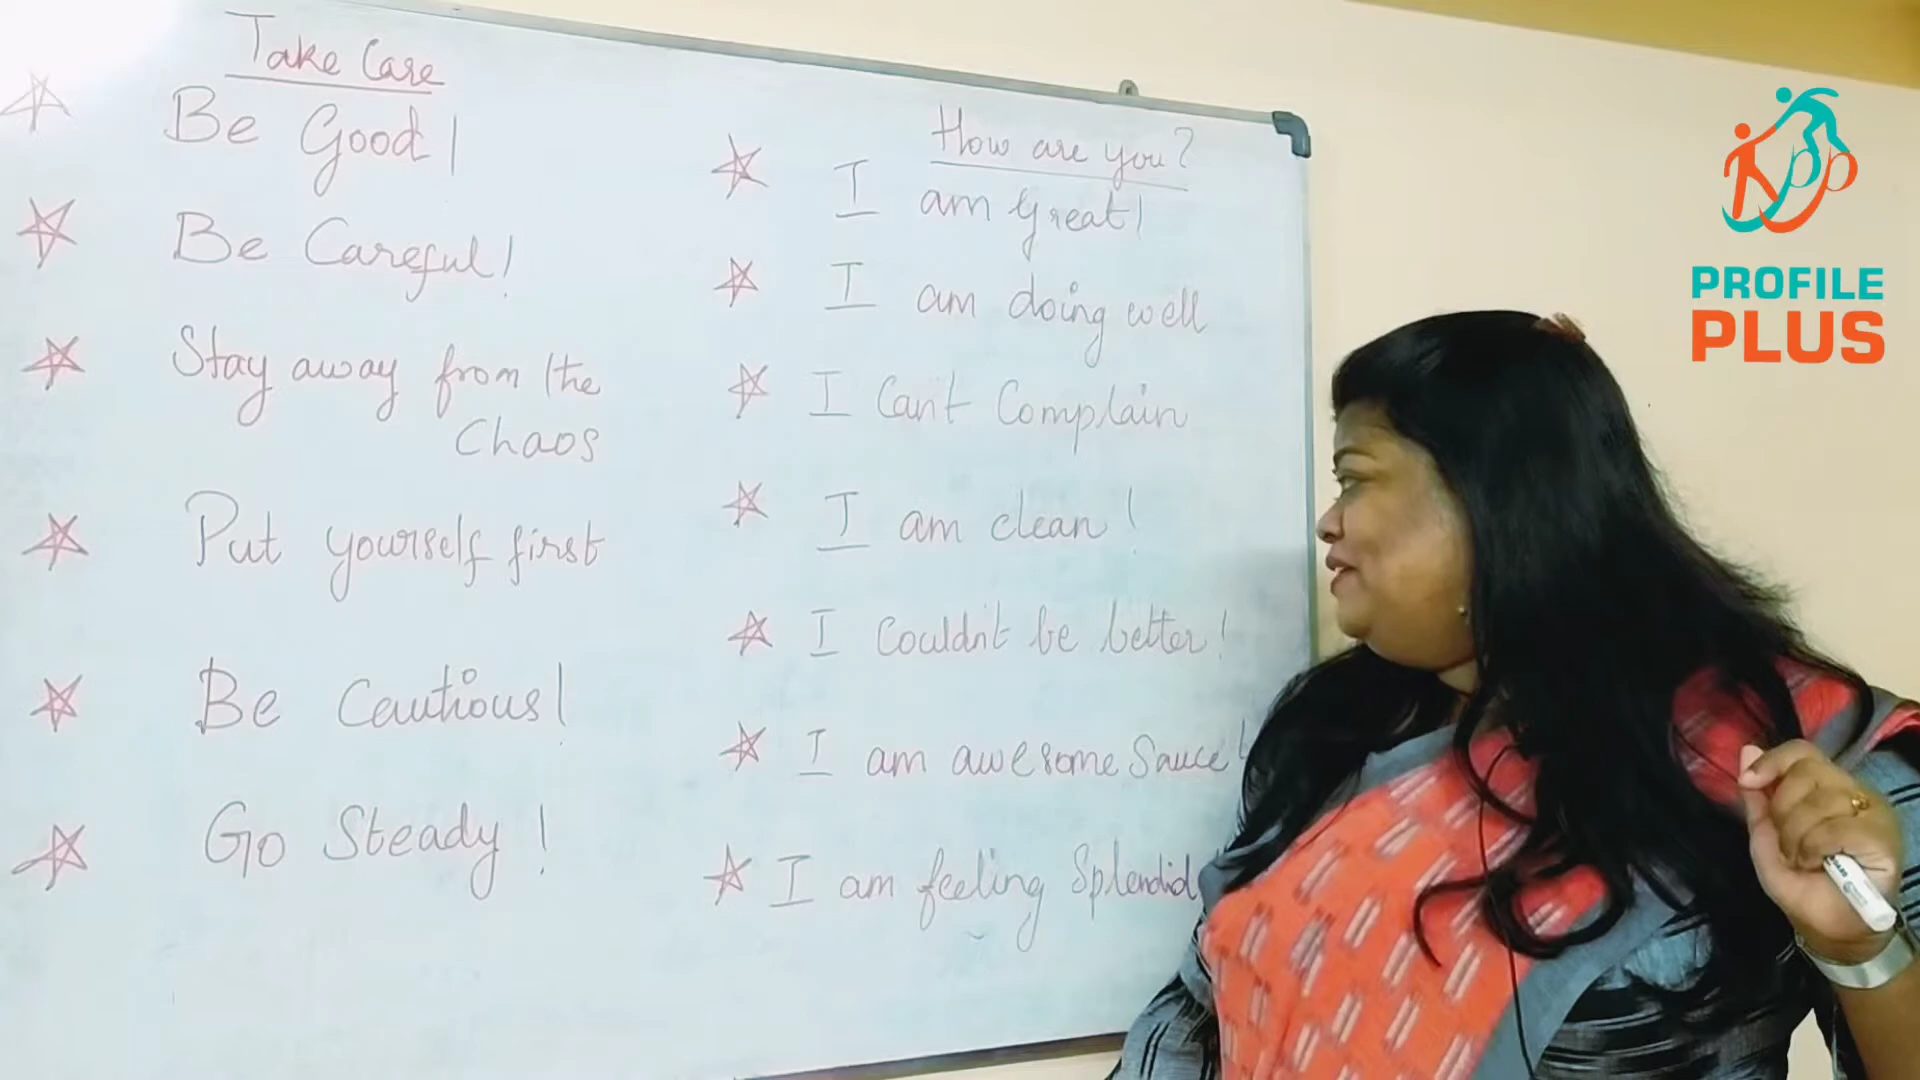 Take Care
Be Good!
Be Careful!
Stay away from the
Chaos
Put yourself first
Be Cautious!
Go Steady!
How are you?
I am Great!
I am doing well
I Can't Complain
I am clean!
I Couldn't be better!
I am awesome Sauce!
I am feeling Splendid
PROFILE
PLUS